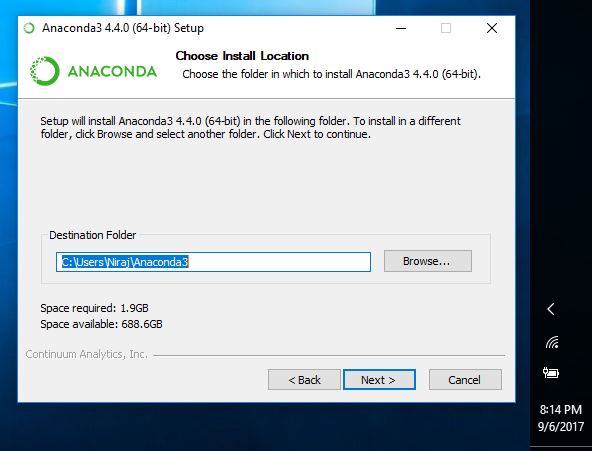 Anaconda3 4.4.0 (64-bit) Setup
ANACONDA
Choose Install Location
Choose the folder in which to install Anaconda3 4.4.0 (64-bit).
Setup will install Anaconda3 4.4.0 (64-bit) in the following folder. To install in a different
folder, click Browse and select another folder. Click Next to continue.
Destination Folder
C:\Users\Niraj\Anaconda3
Browse...
Space required: 1.9GB
Space available: 688.6GB
Continuum Analytics, Inc.
< Back
Next >
Cancel
8:14 PM
9/6/2017